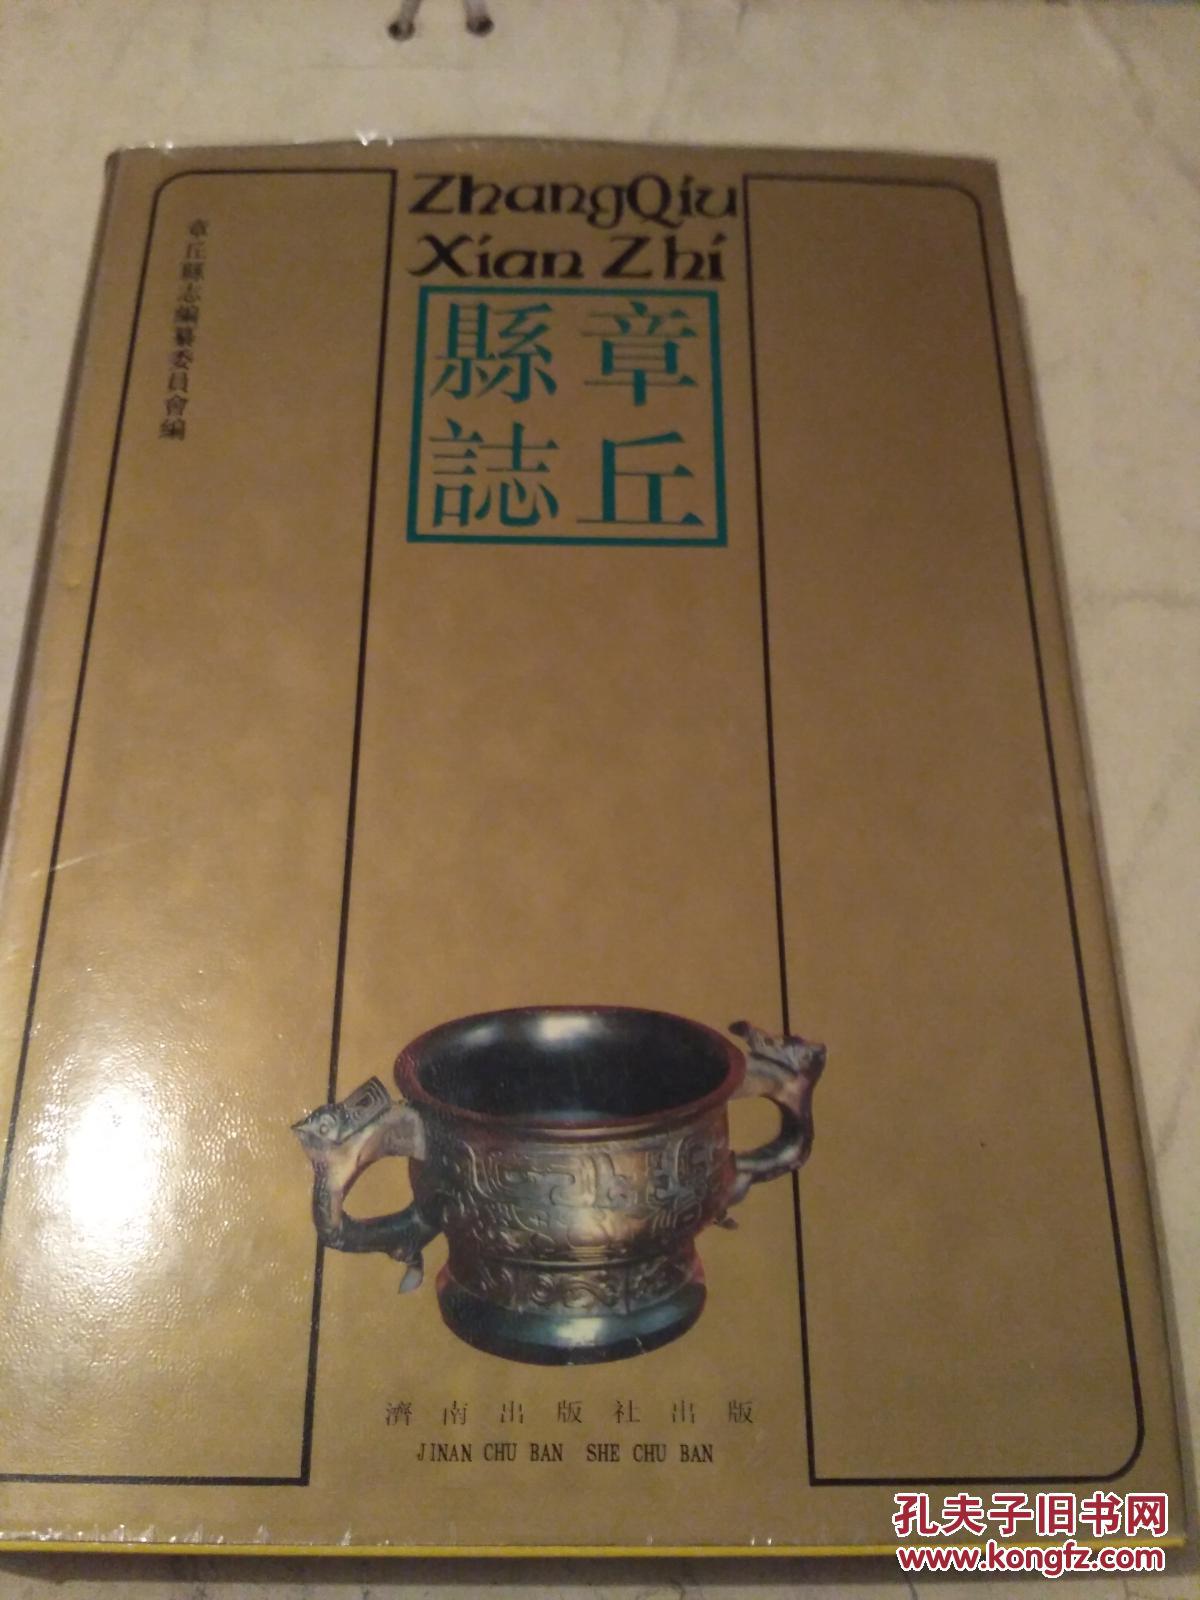 ZhangQiu
Xian Zhi
章丘
縣誌
章丘縣志編纂委員會編
濟南出版社出版
JINAN CHU BAN SHE CHU BAN
孔夫子旧书网
www.kongfz.com